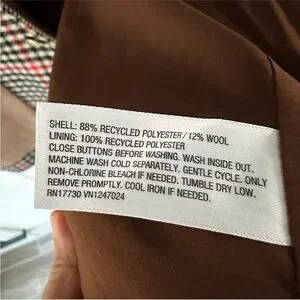 SHELL: 88% RECYCLED POLYESTER / 12% WOOL
LINING: 100% RECYCLED POLYESTER
CLOSE BUTTONS BEFORE WASHING. WASH INSIDE OUT.
MACHINE WASH COLD SEPARATELY. GENTLE CYCLE. ONLY
NON-CHLORINE BLEACH IF NEEDED. TUMBLE DRY LOW.
REMOVE PROMPTLY. COOL IRON IF NEEDED.
RN17730 VN1247024